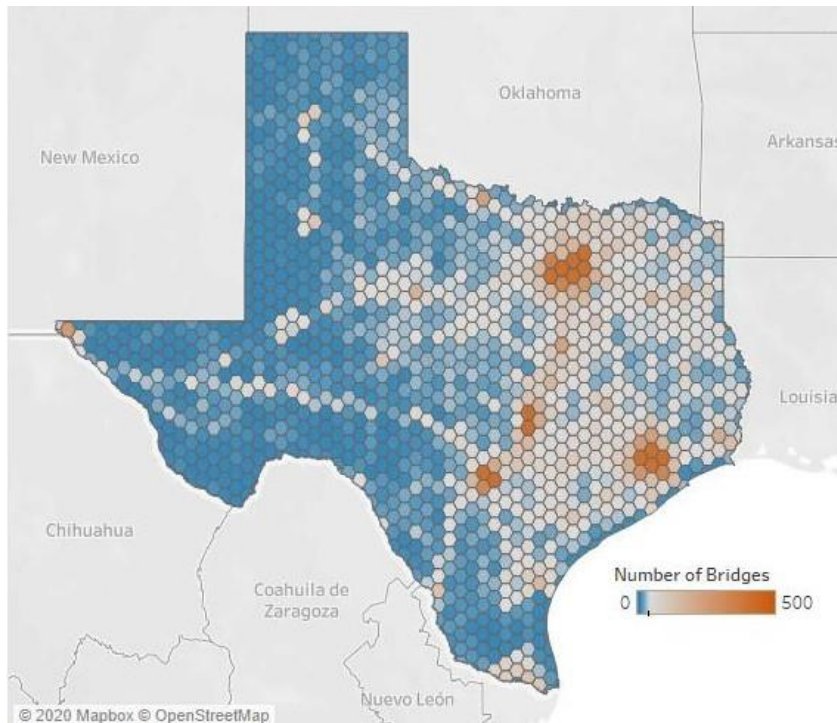 Oklahoma
Arkansas
New Mexico
Louisia
Chihuahua
Coahuila de
Zaragoza
Nuevo León
Number of Bridges
0 500
© 2020 Mapbox © OpenStreetMap